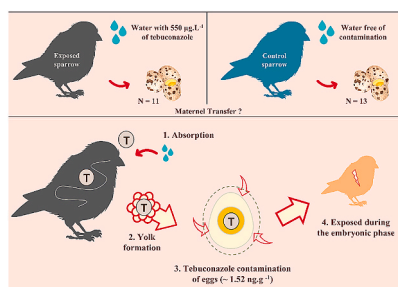 Exposed
sparrow
Water with 550 µg.L⁻¹
of tebuconazole
N = 11
Control
sparrow
Water free of
contamination
N = 13
Maternel Transfer ?
T
1. Absorption
T
2. Yolk
formation
T
T
3. Tebuconazole contamination
of eggs (~ 1.52 ng.g ⁻¹)
4. Exposed during
the embryonic phase